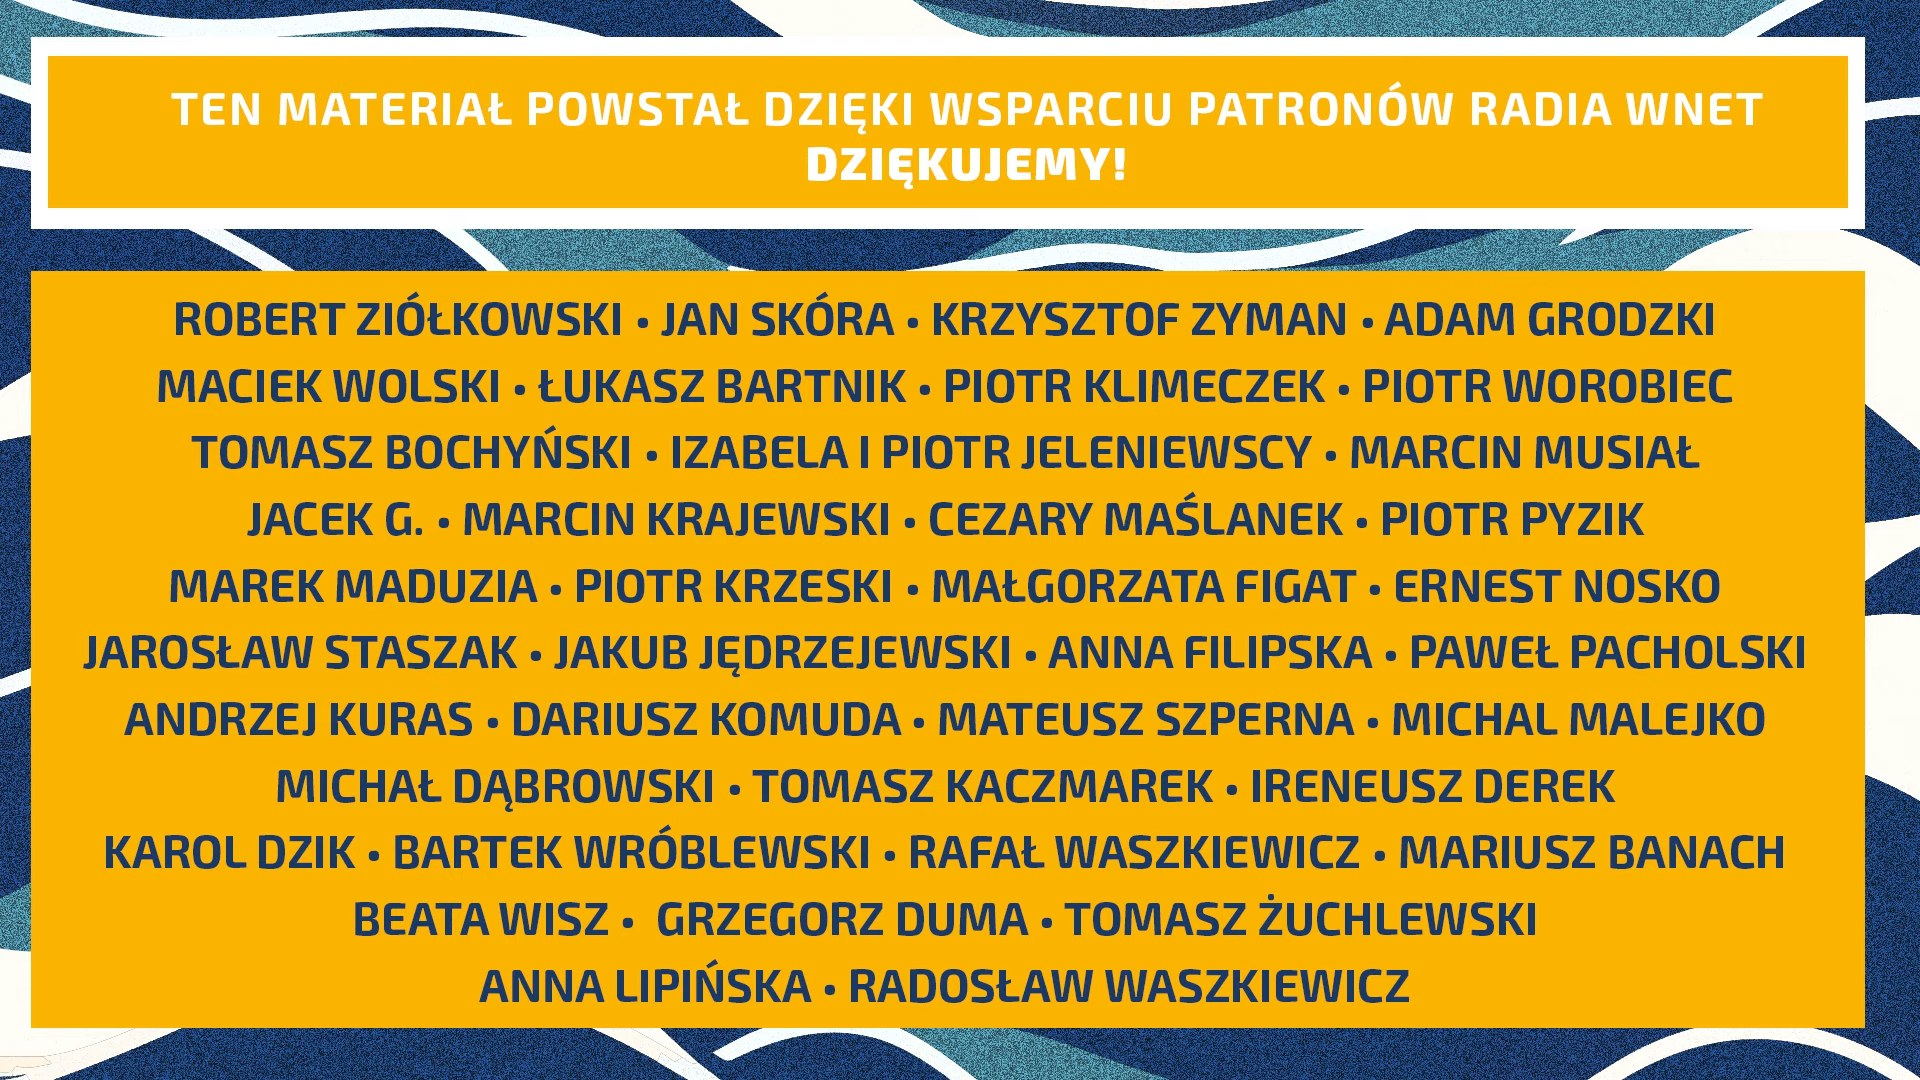 TEN MATERIAŁ POWSTAŁ DZIĘKI WSPARCIU PATRONÓW RADIA WNET
DZIĘKUJEMY!
ROBERT ZIÓŁKOWSKI • JAN SKÓRA • KRZYSZTOF ZYMAN • ADAM GRODZKI
MACIEK WOLSKI • ŁUKASZ BARTNIK • PIOTR KLIMECZEK • PIOTR WOROBIEC
TOMASZ BOCHYŃSKI • IZABELA I PIOTR JELENIEWSCY • MARCIN MUSIAŁ
JACEK G. • MARCIN KRAJEWSKI • CEZARY MAŚLANEK • PIOTR PYZIK
MAREK MADUZIA • PIOTR KRZESKI • MAŁGORZATA FIGAT • ERNEST NOSKO
JAROSŁAW STASZAK • JAKUB JĘDRZEJEWSKI • ANNA FILIPSKA • PAWEŁ PACHOLSKI
ANDRZEJ KURAS • DARIUSZ KOMUDA • MATEUSZ SZPERNA • MICHAL MALEJKO
MICHAŁ DĄBROWSKI • TOMASZ KACZMAREK • IRENEUSZ DEREK
KAROL DZIK • BARTEK WRÓBLEWSKI • RAFAŁ WASZKIEWICZ • MARIUSZ BANACH
BEATA WISZ • GRZEGORZ DUMA • TOMASZ ŻUCHLEWSKI
ANNA LIPIŃSKA • RADOSŁAW WASZKIEWICZ